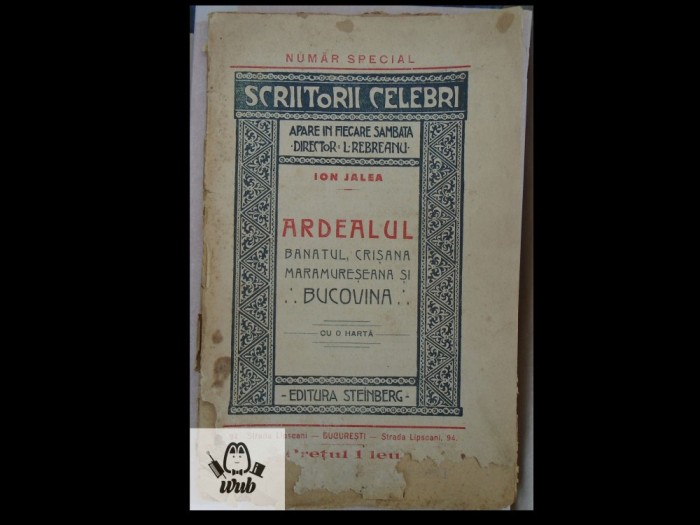 NUMĂR SPECIAL
SCRIITORII CELEBRI
APARE IN FIECARE SAMBATA
·DIRECTOR: L·REBREANU·
ION JALEA
ARDEALUL
BANATUL, CRIȘANA
MARAMUREȘEANA ȘI
BUCOVINA
CU O HARTĂ
- EDITURA STEINBERG -
Lipscani — BUCUREȘTI — Strada Lipscani, 94.
Prețul 1 leu
wub